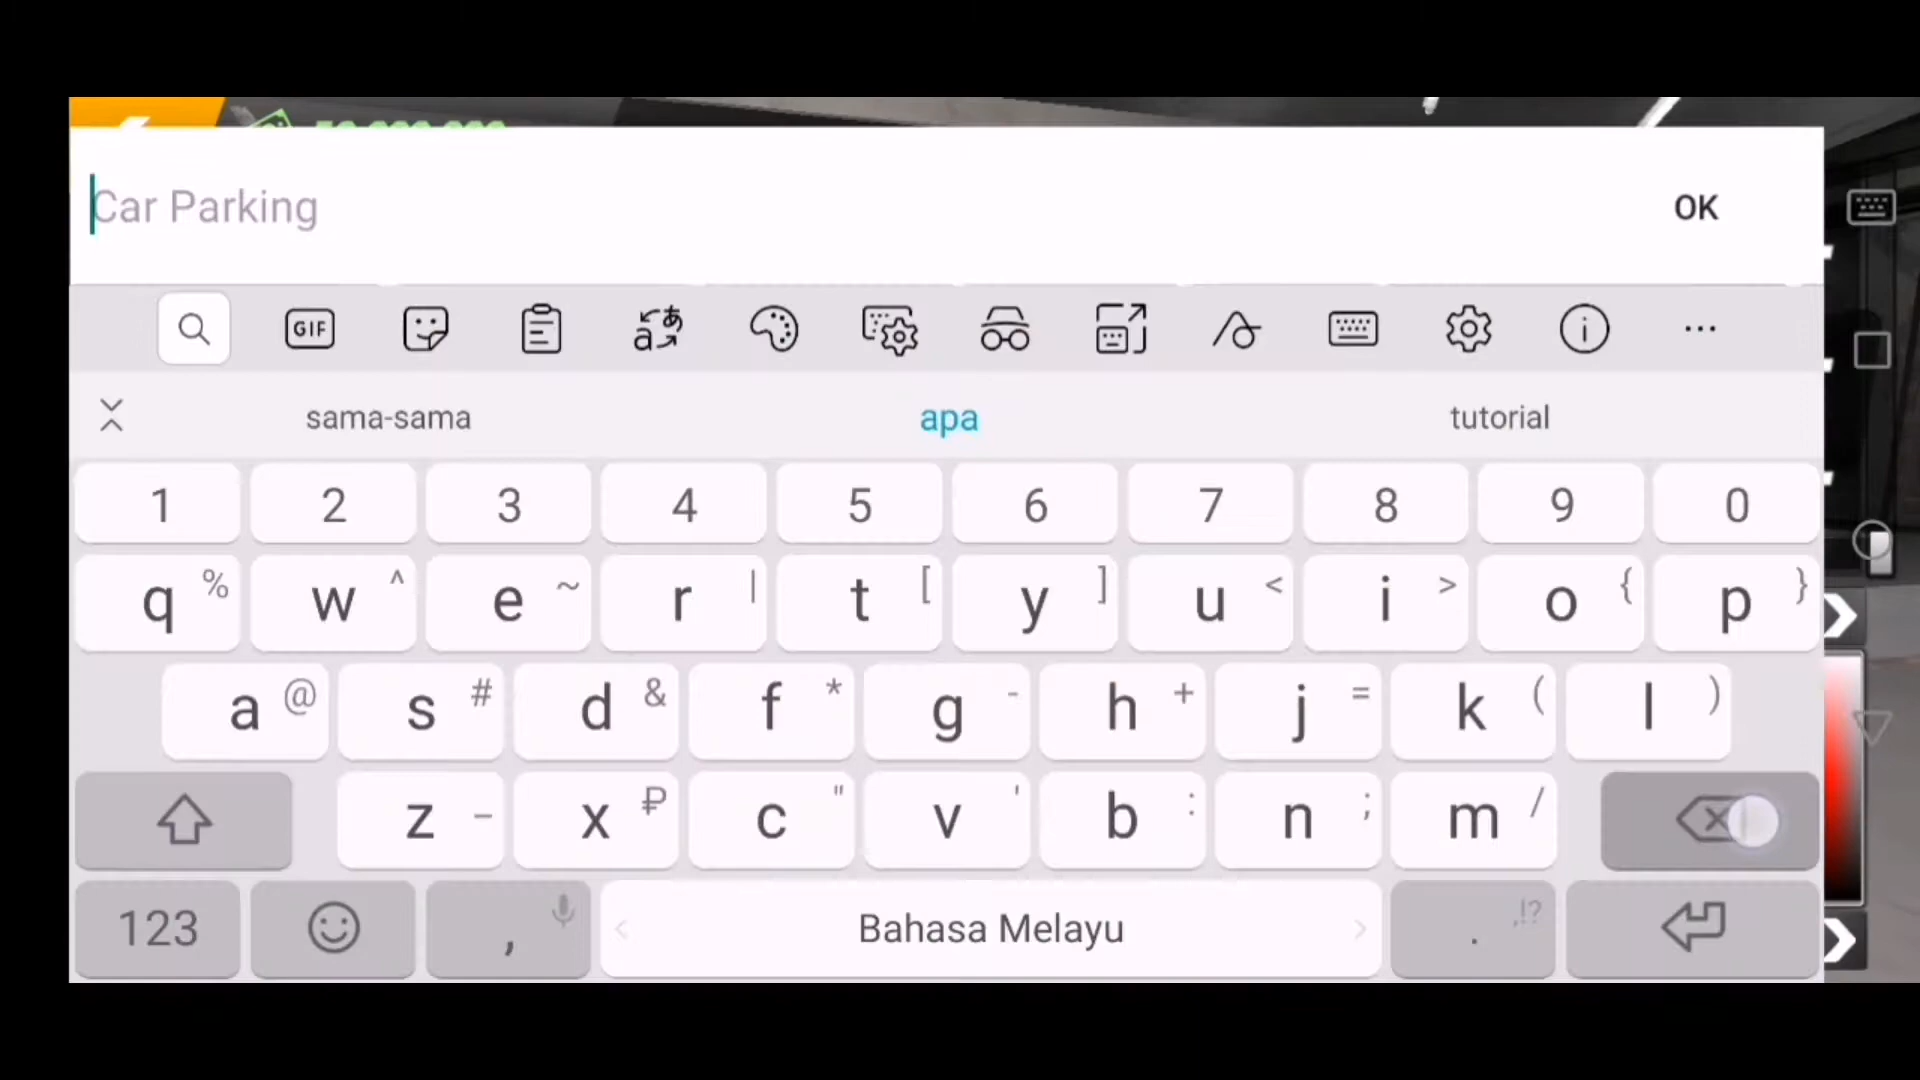 Car Parking
OK
GIF
sama-sama apa tutorial
1 2 3 4 5 6 7 8 9 0
q % w ^ e ~ r | t [ y ] u < i > o { p }
a @ s # d & f * g - h + j = k ( l )
z _ x ₽ c " v ' b : n ; m /
123 , Bahasa Melayu . ,!?